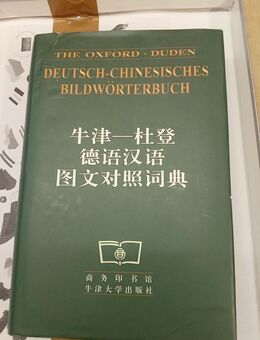 THE OXFORD - DUDEN
DEUTSCH-CHINESISCHES
BILDWÖRTERBUCH
牛津—杜登
德语汉语
图文对照词典
商务印书馆
牛津大学出版社